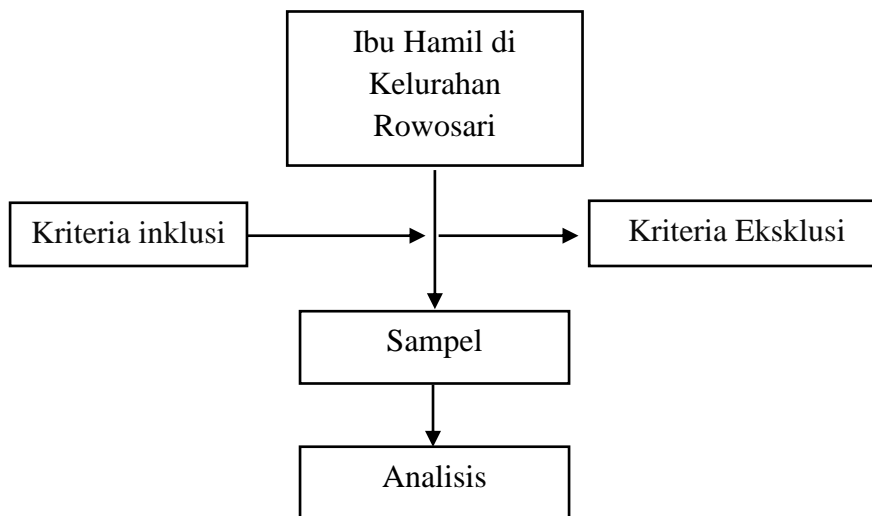 Ibu Hamil di
Kelurahan
Rowosari
Kriteria inklusi
Kriteria Eksklusi
Sampel
Analisis